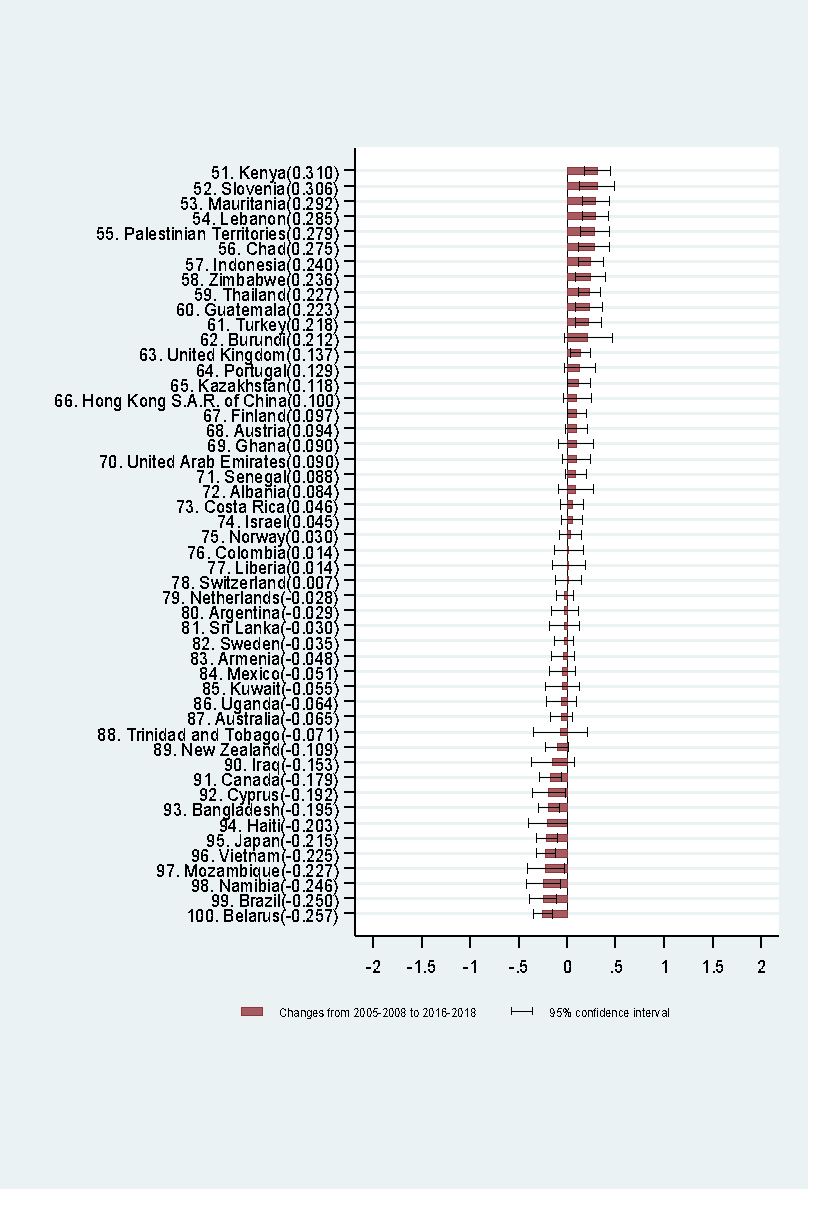 51. Kenya(0.310)
52. Slovenia(0.306)
53. Mauritania(0.292)
54. Lebanon(0.285)
55. Palestinian Territories(0.279)
56. Chad(0.275)
57. Indonesia(0.240)
58. Zimbabwe(0.236)
59. Thailand(0.227)
60. Guatemala(0.223)
61. Turkey(0.218)
62. Burundi(0.212)
63. United Kingdom(0.137)
64. Portugal(0.129)
65. Kazakhstan(0.118)
66. Hong Kong S.A.R. of China(0.100)
67. Finland(0.097)
68. Austria(0.094)
69. Ghana(0.090)
70. United Arab Emirates(0.090)
71. Senegal(0.088)
72. Albania(0.084)
73. Costa Rica(0.046)
74. Israel(0.045)
75. Norway(0.030)
76. Colombia(0.014)
77. Liberia(0.014)
78. Switzerland(0.007)
79. Netherlands(-0.028)
80. Argentina(-0.029)
81. Sri Lanka(-0.030)
82. Sweden(-0.035)
83. Armenia(-0.048)
84. Mexico(-0.051)
85. Kuwait(-0.055)
86. Uganda(-0.064)
87. Australia(-0.065)
88. Trinidad and Tobago(-0.071)
89. New Zealand(-0.109)
90. Iraq(-0.153)
91. Canada(-0.179)
92. Cyprus(-0.192)
93. Bangladesh(-0.195)
94. Haiti(-0.203)
95. Japan(-0.215)
96. Vietnam(-0.225)
97. Mozambique(-0.227)
98. Namibia(-0.246)
99. Brazil(-0.250)
100. Belarus(-0.257)
-2 -1.5 -1 -.5 0 .5 1 1.5 2
Changes from 2005-2008 to 2016-2018 95% confidence interval